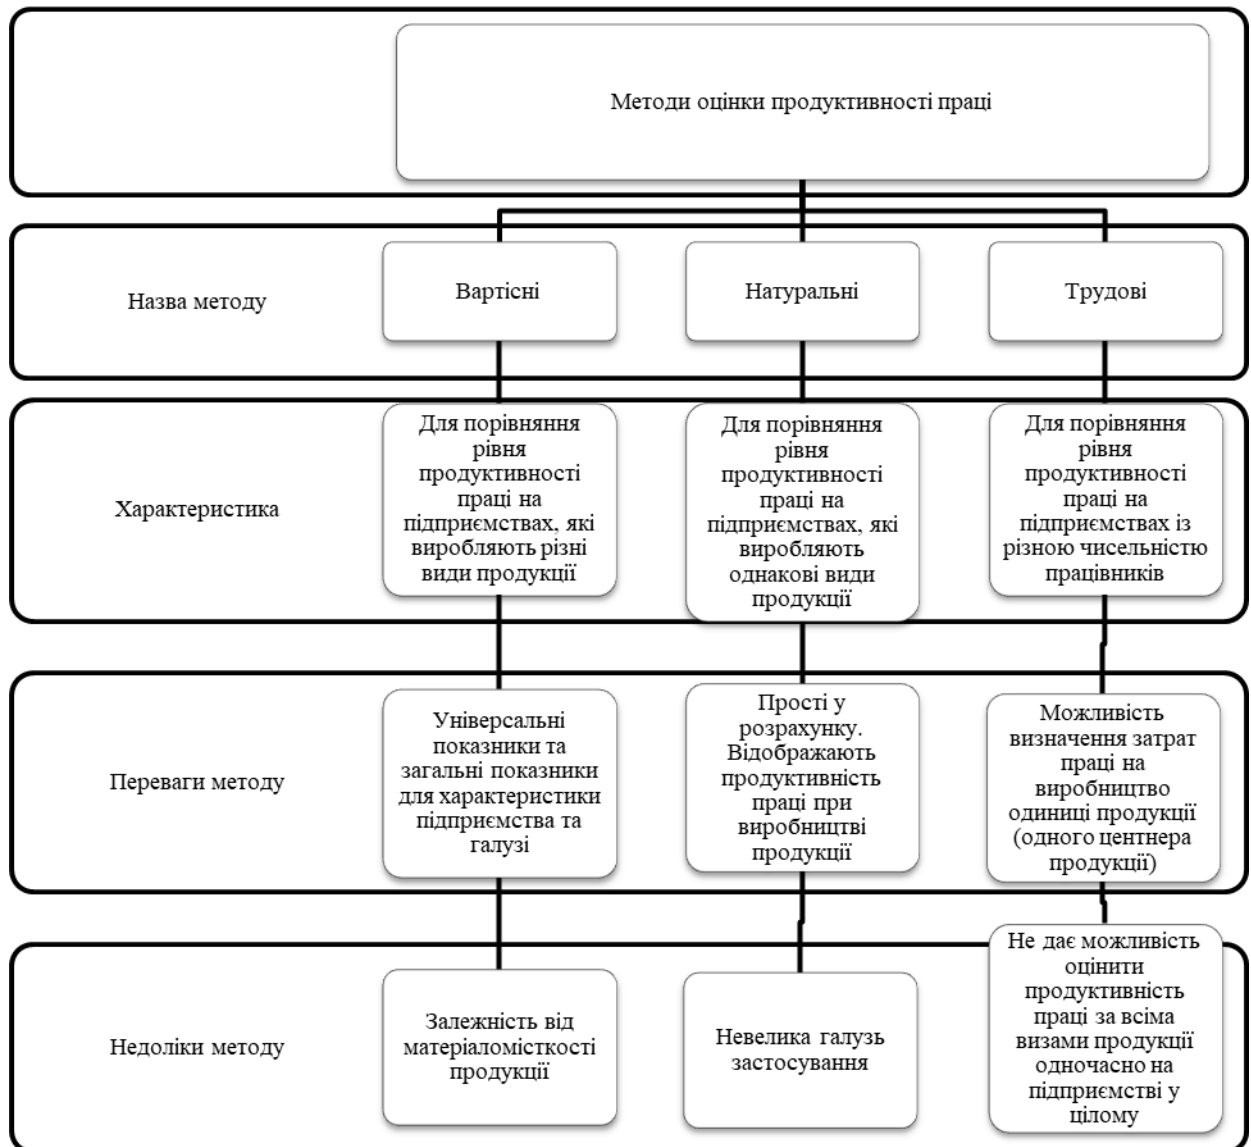 Методи оцінки продуктивності праці
Назва методу
Вартісні
Натуральні
Трудові
Характеристика
Для порівняння
рівня
продуктивності
праці на
підприємствах, які
виробляють різні
види продукції
Для порівняння
рівня
продуктивності
праці на
підприємствах, які
виробляють
однакові види
продукції
Для порівняння
рівня
продуктивності
праці на
підприємствах із
різною чисельністю
працівників
Переваги методу
Універсальні
показники та
загальні показники
для характеристики
підприємства та
галузі
Прості у
розрахунку.
Відображають
продуктивність
праці при
виробництві
продукції
Можливість
визначення затрат
праці на
виробництво
одиниці продукції
(одного центнера
продукції)
Недоліки методу
Залежність від
матеріаломісткості
продукції
Невелика галузь
застосування
Не дає можливість
оцінити
продуктивність
праці за всіма
визами продукції
одночасно на
підприємстві у
цілому